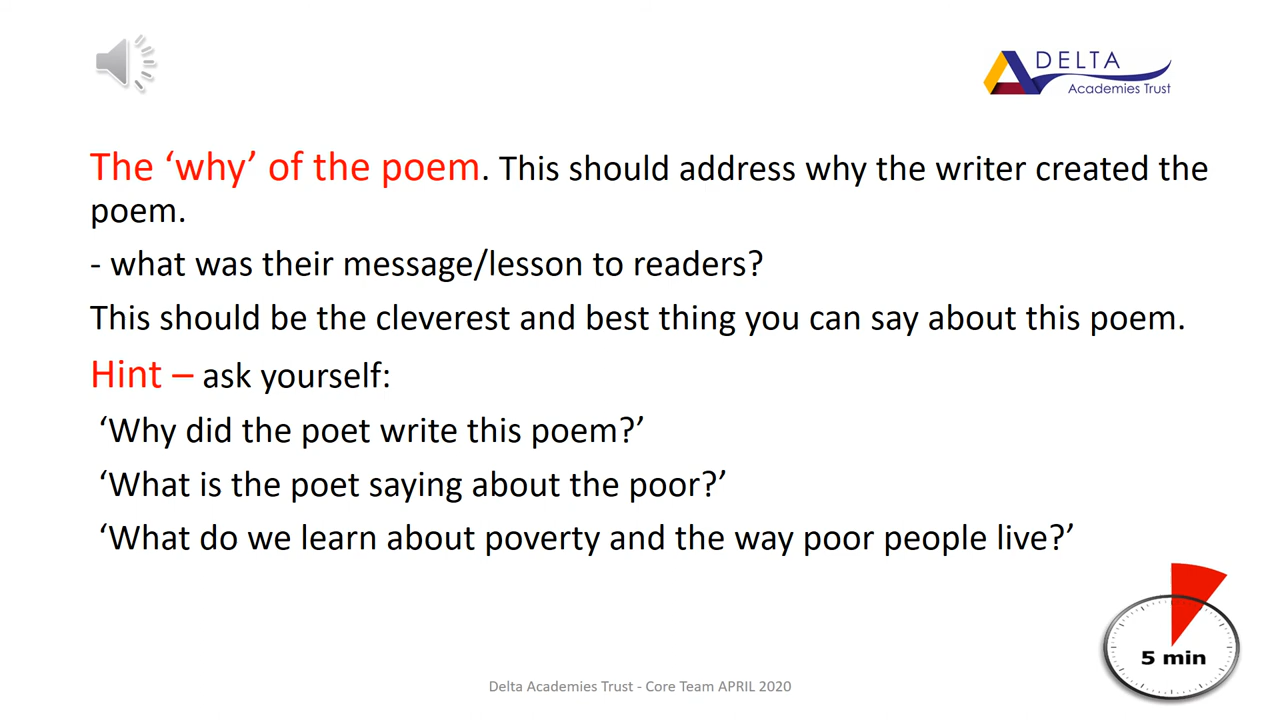 DELTA
Academies Trust
The ‘why’ of the poem. This should address why the writer created the
poem.
- what was their message/lesson to readers?
This should be the cleverest and best thing you can say about this poem.
Hint – ask yourself:
‘Why did the poet write this poem?’
‘What is the poet saying about the poor?’
‘What do we learn about poverty and the way poor people live?’
5 min
Delta Academies Trust - Core Team APRIL 2020